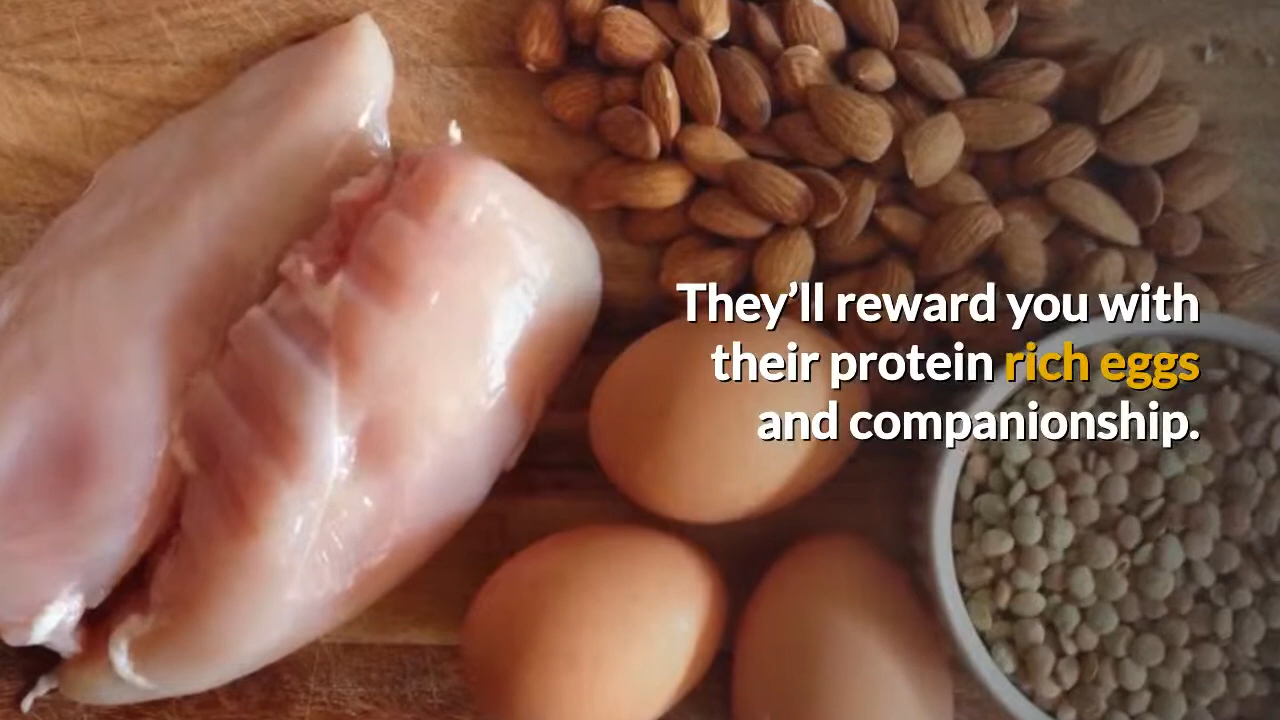 They’ll reward you with
their protein rich eggs
and companionship.